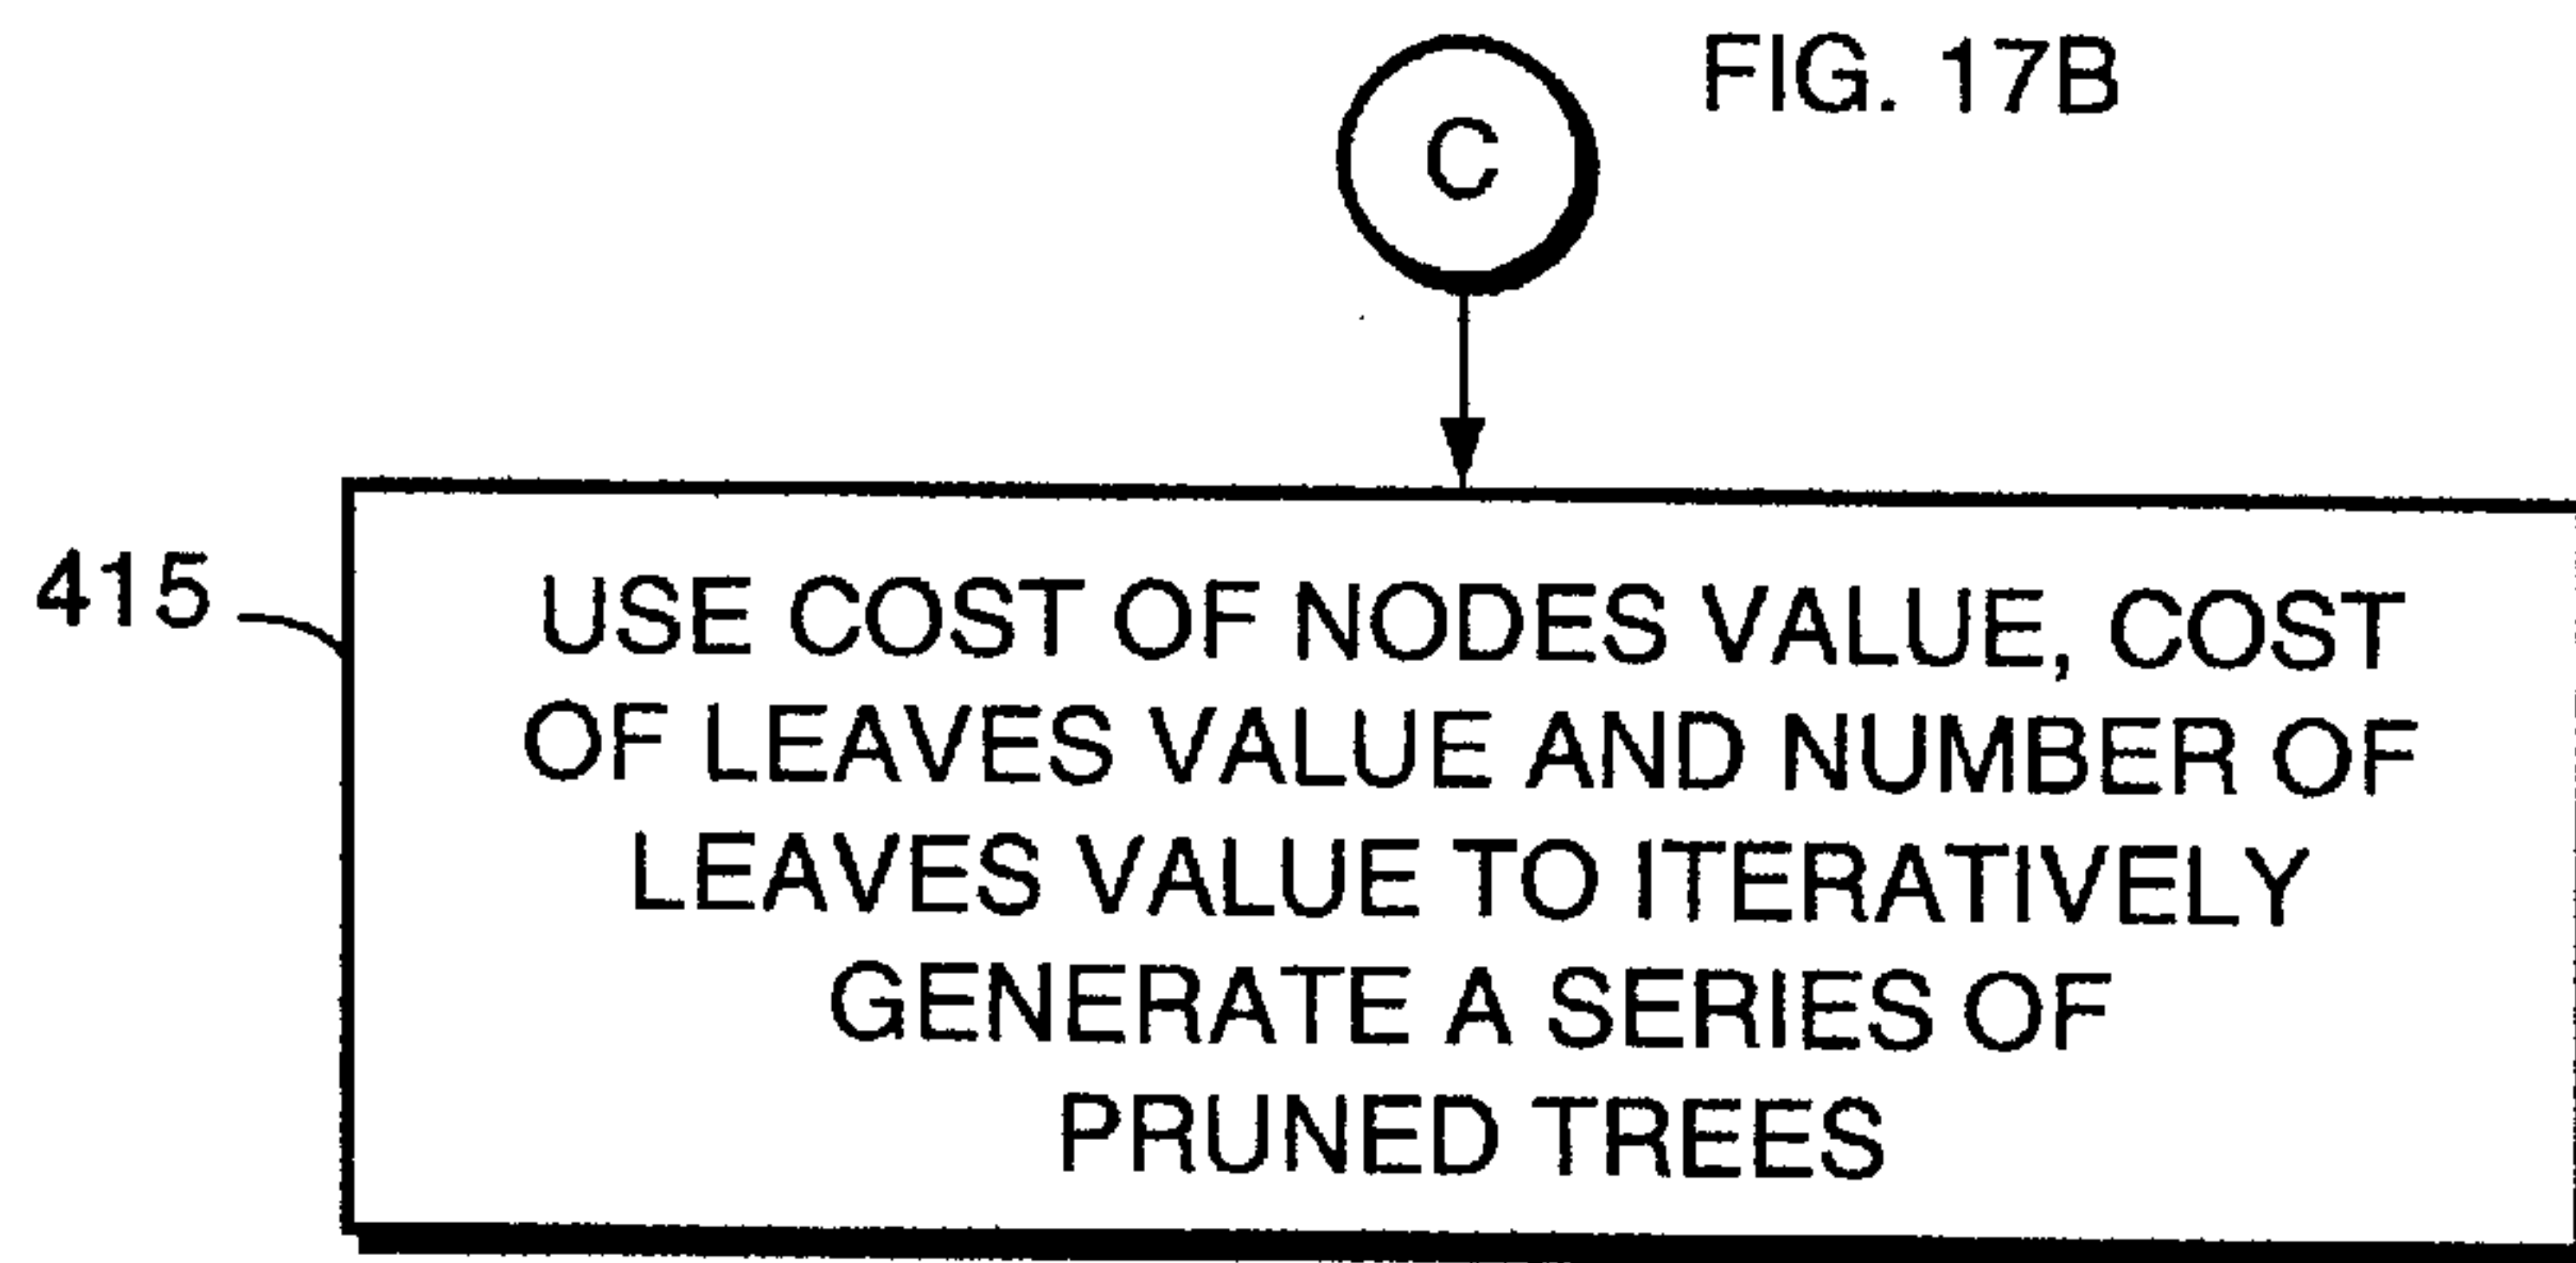 FIG. 17B
C
415
USE COST OF NODES VALUE, COST
OF LEAVES VALUE AND NUMBER OF
LEAVES VALUE TO ITERATIVELY
GENERATE A SERIES OF
PRUNED TREES